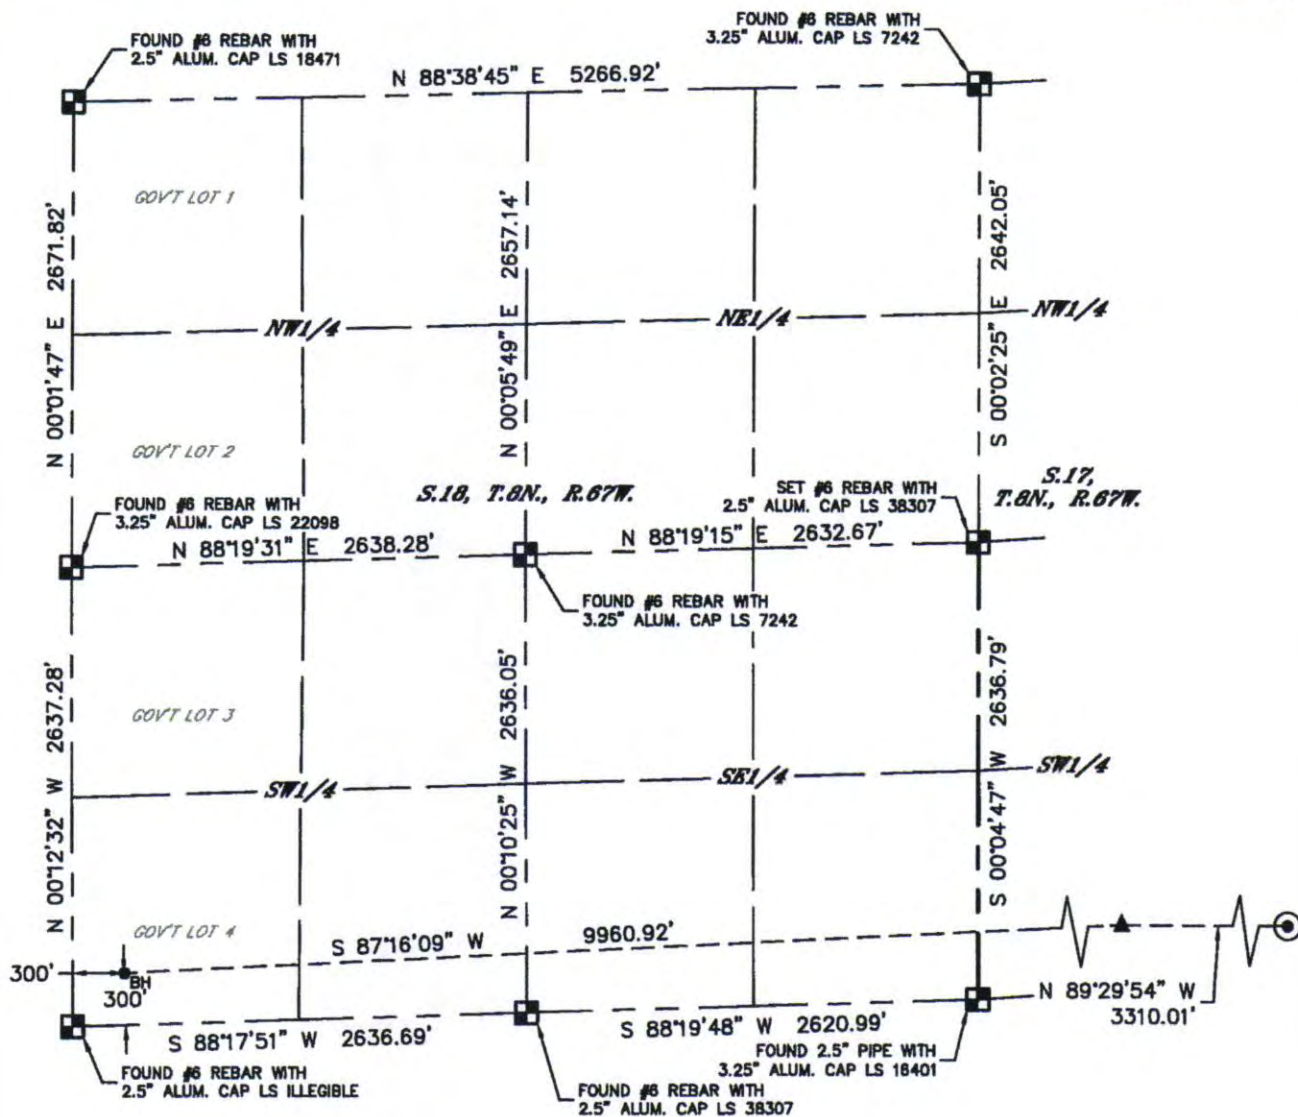 FOUND #6 REBAR WITH
3.25" ALUM. CAP LS 7242
FOUND #6 REBAR WITH
2.5" ALUM. CAP LS 18471
N 88°38'45" E 5266.92'
GOV'T LOT 1
N 00°01'47" E 2671.82'
N 00°05'49" E 2657.14'
S 00°02'25" E 2642.05'
NW1/4
NE1/4
NW1/4
GOV'T LOT 2
S.18, T.8N., R.67W.
S.17,
T.8N., R.67W.
SET #6 REBAR WITH
2.5" ALUM. CAP LS 38307
FOUND #6 REBAR WITH
3.25" ALUM. CAP LS 22098
N 88°19'31" E 2638.28'
N 88°19'15" E 2632.67'
FOUND #6 REBAR WITH
3.25" ALUM. CAP LS 7242
GOV'T LOT 3
N 00°12'32" W 2637.28'
N 00°10'25" W 2636.05'
S 00°04'47" W 2636.79'
SW1/4
SE1/4
SW1/4
GOV'T LOT 4
S 87°16'09" W 9960.92'
300'
BH
300'
N 89°29'54" W
3310.01'
S 88°17'51" W 2636.69'
S 88°19'48" W 2620.99'
FOUND 2.5" PIPE WITH
3.25" ALUM. CAP LS 18401
FOUND #6 REBAR WITH
2.5" ALUM. CAP LS ILLEGIBLE
FOUND #6 REBAR WITH
2.5" ALUM. CAP LS 38307